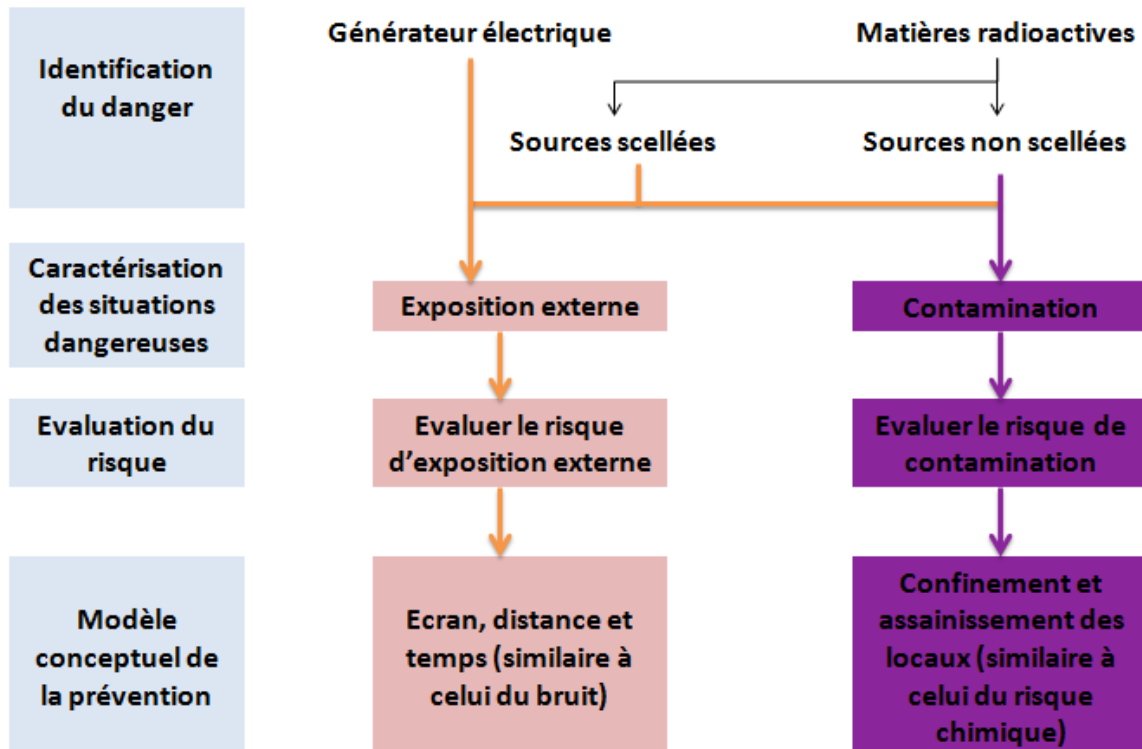 Identification
du danger
Générateur électrique
Matières radioactives
Sources scellées
Sources non scellées
Caractérisation
des situations
dangereuses
Exposition externe
Contamination
Evaluation du
risque
Evaluer le risque
d’exposition externe
Evaluer le risque de
contamination
Modèle
conceptuel de
la prévention
Ecran, distance et
temps (similaire à
celui du bruit)
Confinement et
assainissement des
locaux (similaire à
celui du risque
chimique)